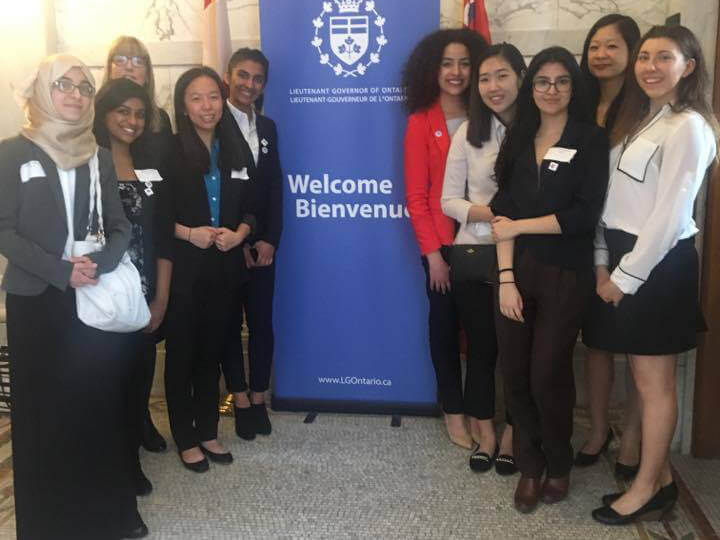 LIEUTENANT GOVERNOR OF ONTARIO
LIEUTENANT-GOUVERNEUR DE L'ONTARIO
Welcome
Bienvenue
www.LGOntario.ca